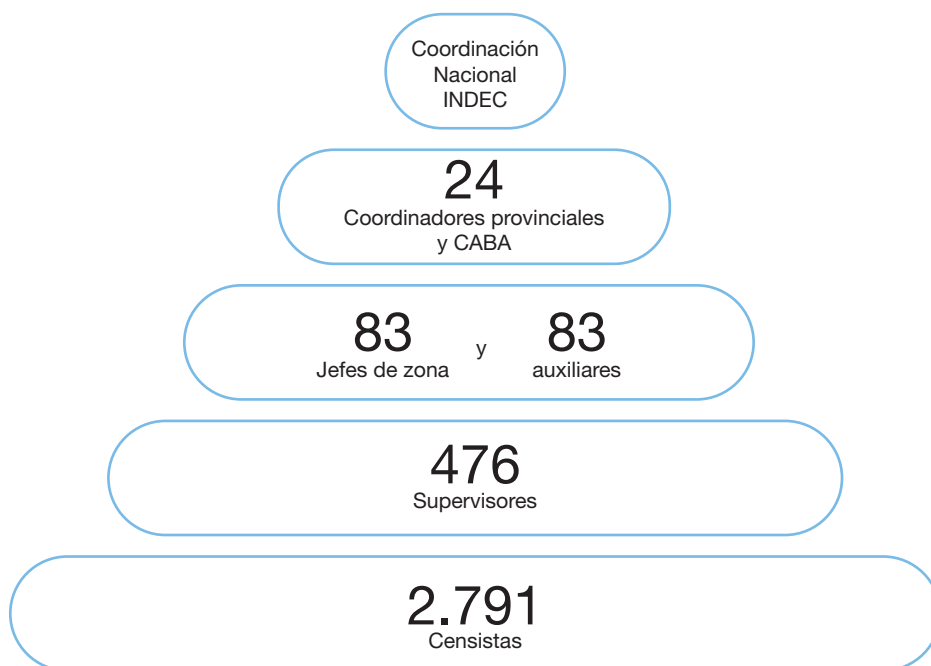 Coordinación
Nacional
INDEC
24
Coordinadores provinciales
y CABA
83 y 83
Jefes de zona auxiliares
476
Supervisores
2.791
Censistas